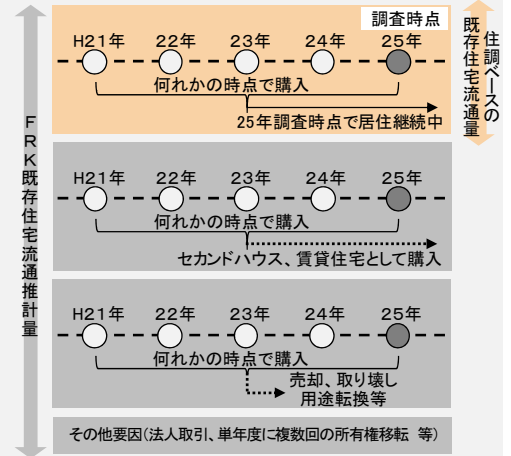 FRK既存住宅流通推計量
調査時点
H21年 22年 23年 24年 25年
何れかの時点で購入
25年調査時点で居住継続中
住調ベースの
既存住宅流通量
H21年 22年 23年 24年 25年
何れかの時点で購入
セカンドハウス、賃貸住宅として購入
H21年 22年 23年 24年 25年
何れかの時点で購入
売却、取り壊し
用途転換等
その他要因(法人取引、単年度に複数回の所有権移転 等)